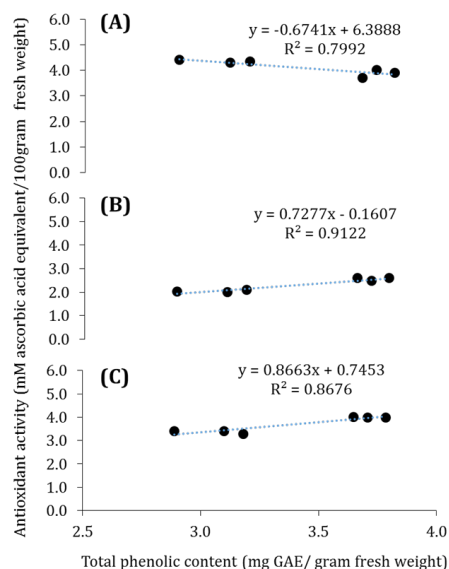 Antioxidant activity (mM ascorbic acid equivalent/100gram fresh weight)
(A)
y = -0.6741x + 6.3888
R² = 0.7992
6.0
5.0
4.0
3.0
2.0
1.0
0.0
(B)
y = 0.7277x - 0.1607
R² = 0.9122
6.0
5.0
4.0
3.0
2.0
1.0
0.0
(C)
y = 0.8663x + 0.7453
R² = 0.8676
6.0
5.0
4.0
3.0
2.0
1.0
0.0
2.5 3.0 3.5 4.0
Total phenolic content (mg GAE/ gram fresh weight)